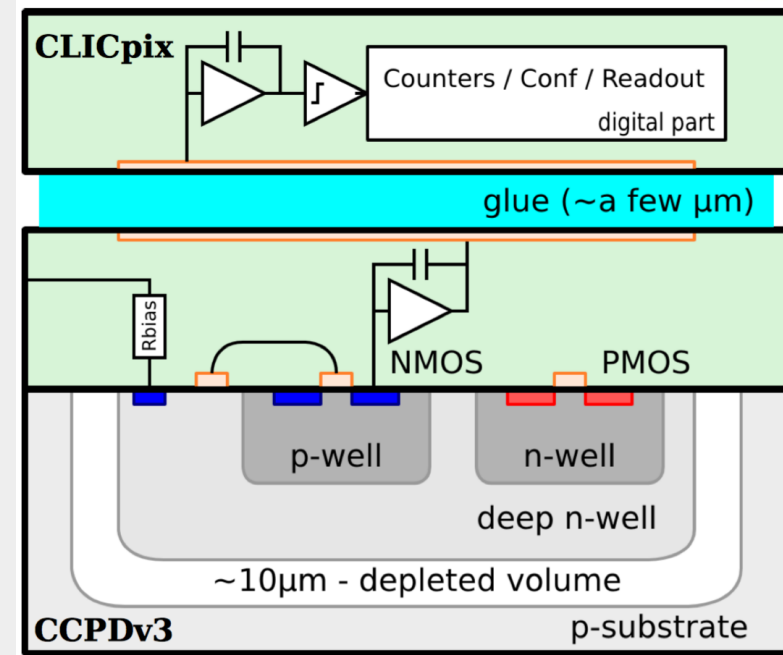 CLICpix
Counters / Conf / Readout
digital part
glue (~a few μm)
Rbias
NMOS
PMOS
p-well
n-well
deep n-well
~10μm - depleted volume
p-substrate
CCPDv3